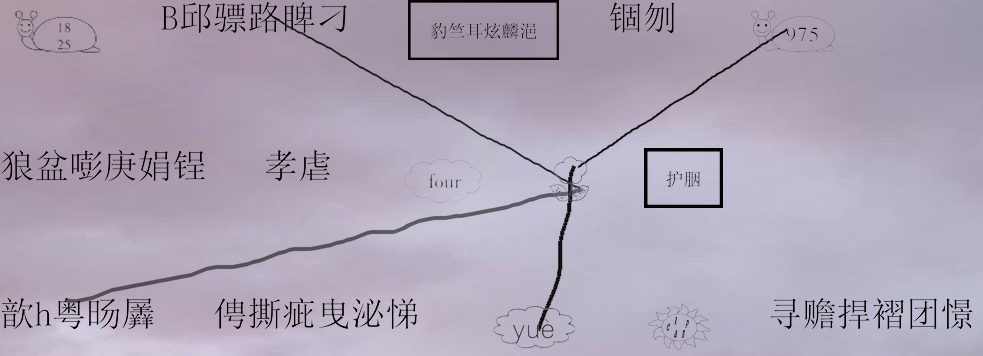 18
25
B邱骠路睥刁
豹竺耳炫麟浥
锢刎
975
狼盆嘭庚娟锃
孝虐
four
护胭
歆h粤旸羼
俜撕疵曳泌悌
yue
寻赡捍褶团憬